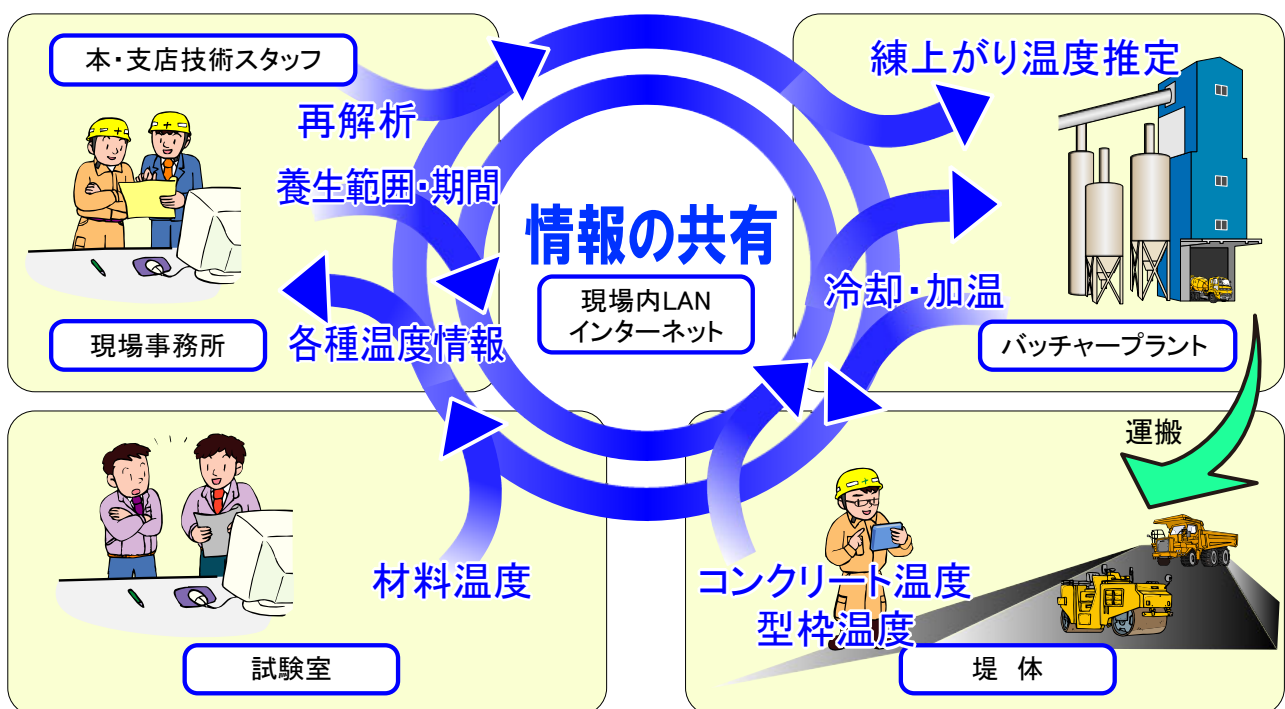 本・支店技術スタッフ
再解析
養生範囲・期間
各種温度情報
現場事務所
情報の共有
現場内LAN
インターネット
練上がり温度推定
冷却・加温
バッチャープラント
運搬
材料温度
試験室
コンクリート温度
型枠温度
堤　体